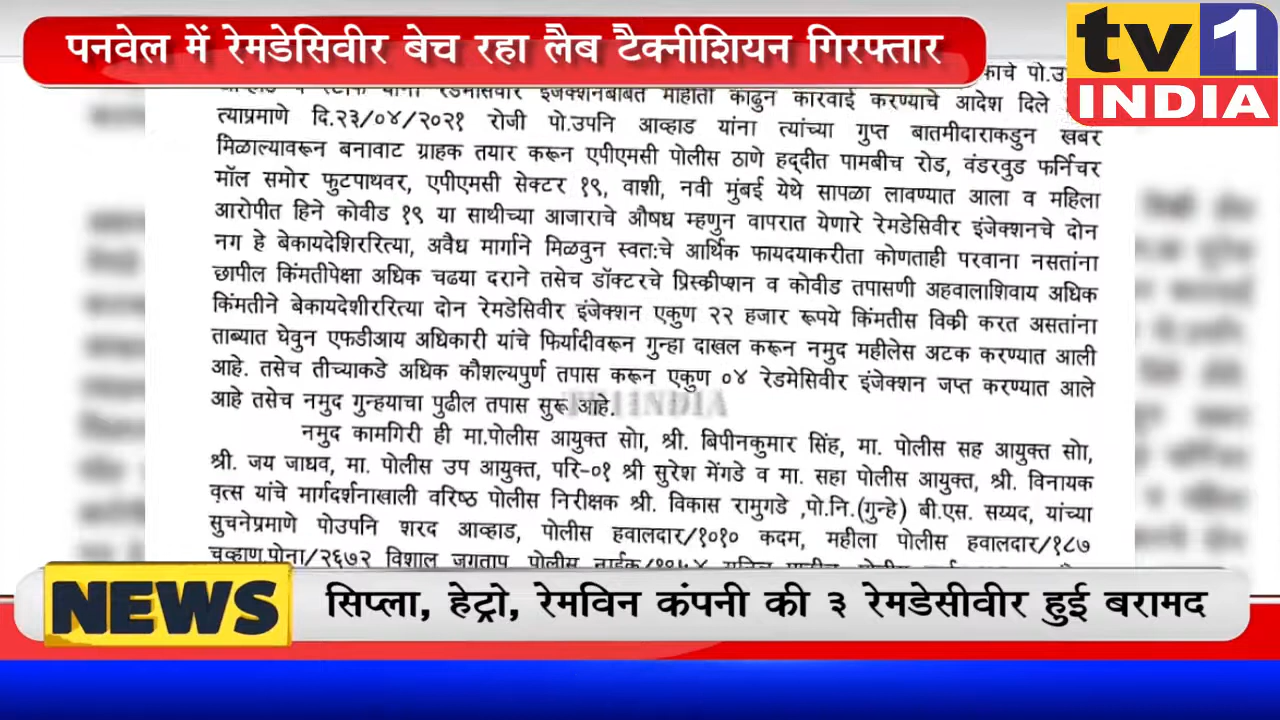 पनवेल में रेमडेसिवीर बेच रहा लैब टैक्नीशियन गिरफ्तार
tv1
INDIA
इंजेक्शनबाबत माहीती काढुन कारवाई करण्याचे आदेश दिले
त्याप्रमाणे दि.२३/०४/२०२१ रोजी पो.उपनि आव्हाड यांना त्यांच्या गुप्त बातमीदाराकडुन खबर
मिळाल्यावरून बनावाट ग्राहक तयार करून एपीएमसी पोलीस ठाणे हद्दीत पामबीच रोड, वंडरवुड फर्निचर
मॉल समोर फुटपाथवर, एपीएमसी सेक्टर १९, वाशी, नवी मुंबई येथे सापळा लावण्यात आला व महिला
आरोपीत हिने कोवीड १९ या साथीच्या आजाराचे औषध म्हणुन वापरात येणारे रेमडेसिवीर इंजेक्शनचे दोन
नग हे बेकायदेशिररित्या, अवैध मार्गाने मिळवुन स्वतःचे आर्थिक फायदयाकरीता कोणताही परवाना नसतांना
छापील किंमतीपेक्षा अधिक चढया दराने तसेच डॉक्टरचे प्रिस्क्रीप्शन व कोवीड तपासणी अहवालाशिवाय अधिक
किंमतीने बेकायदेशीररित्या दोन रेमडेसिवीर इंजेक्शन एकुण २२ हजार रूपये किंमतीस विक्री करत असतांना
ताब्यात घेवुन एफडीआय अधिकारी यांचे फिर्यादीवरून गुन्हा दाखल करून नमुद महीलेस अटक करण्यात आली
आहे. तसेच तीच्याकडे अधिक कौशल्यपुर्ण तपास करून एकुण ०४ रेडमेसिवीर इंजेक्शन जप्त करण्यात आले
आहे तसेच नमुद गुन्हयाचा पुढील तपास सुरू आहे.
नमुद कामगिरी ही मा.पोलीस आयुक्त सोा, श्री. बिपीनकुमार सिंह, मा. पोलीस सह आयुक्त सोा,
श्री. जय जाधव, मा. पोलीस उप आयुक्त, परि-०१ श्री सुरेश मेंगडे व मा. सहा पोलीस आयुक्त, श्री. विनायक
वृत्स यांचे मार्गदर्शनाखाली वरिष्ठ पोलीस निरीक्षक श्री. विकास रामुगडे ,पो.नि.(गुन्हे) बी.एस. सय्यद, यांच्या
सुचनेप्रमाणे पोउपनि शरद आव्हाड, पोलीस हवालदार/१०१० कदम, महीला पोलीस हवालदार/१८७
चव्हाण,पोना/२६७२ विशाल जगताप, पोलीस
NEWS
सिप्ला, हेट्रो, रेमविन कंपनी की ३ रेमडेसीवीर हुई बरामद